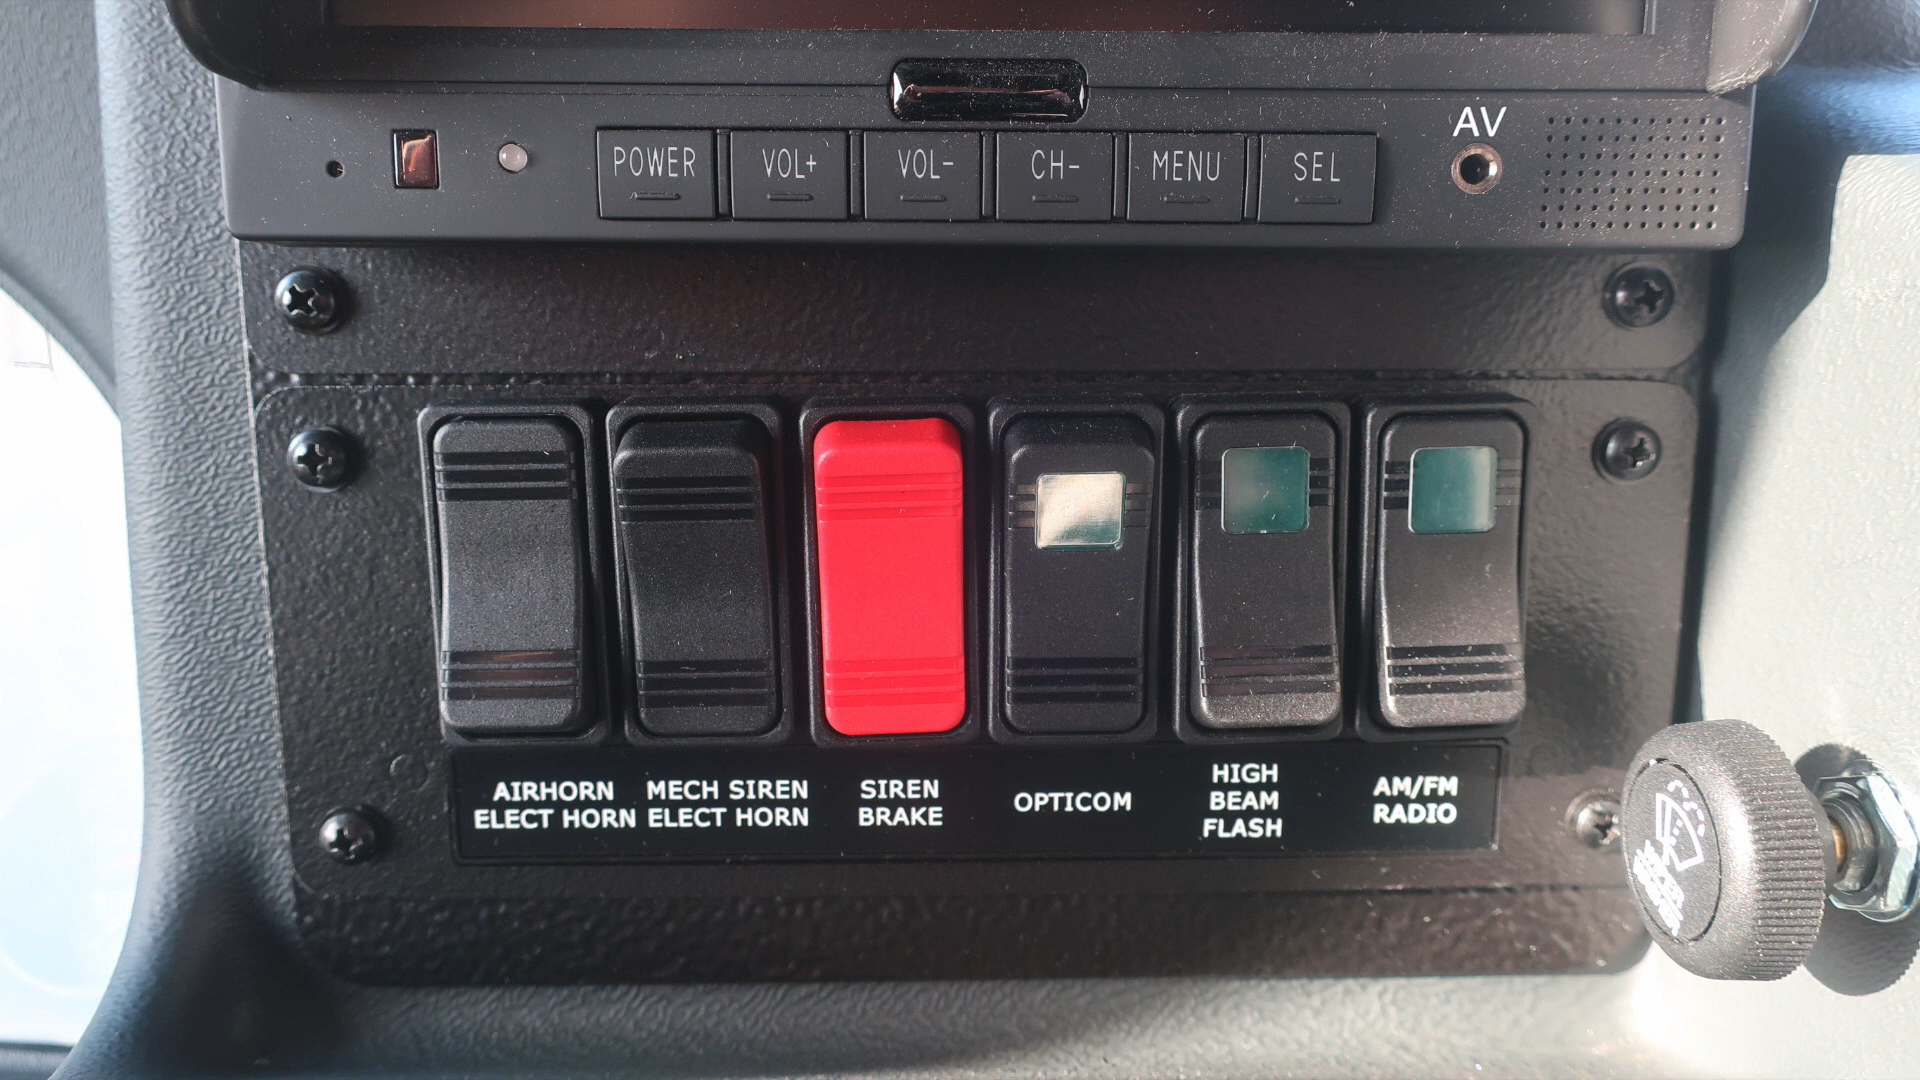 POWER VOL+ VOL- CH- MENU SEL AV
AIRHORN
ELECT HORN
MECH SIREN
ELECT HORN
SIREN
BRAKE
OPTICOM
HIGH
BEAM
FLASH
AM/FM
RADIO